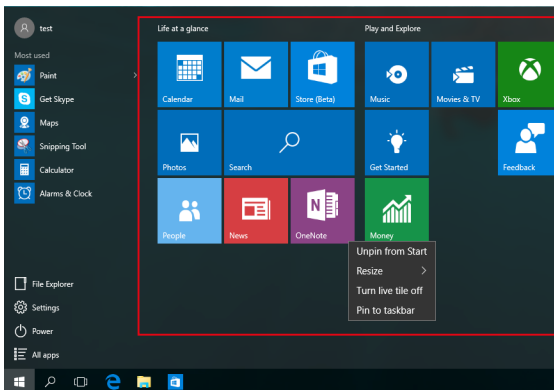 test
Life at a glance
Play and Explore
Most used
Paint
Get Skype
Maps
Snipping Tool
Calculator
Alarms & Clock
Calendar
Mail
Store (Beta)
Music
Movies & TV
Xbox
Photos
Search
Get Started
Feedback
People
News
OneNote
Money
Unpin from Start
Resize
Turn live tile off
Pin to taskbar
File Explorer
Settings
Power
All apps